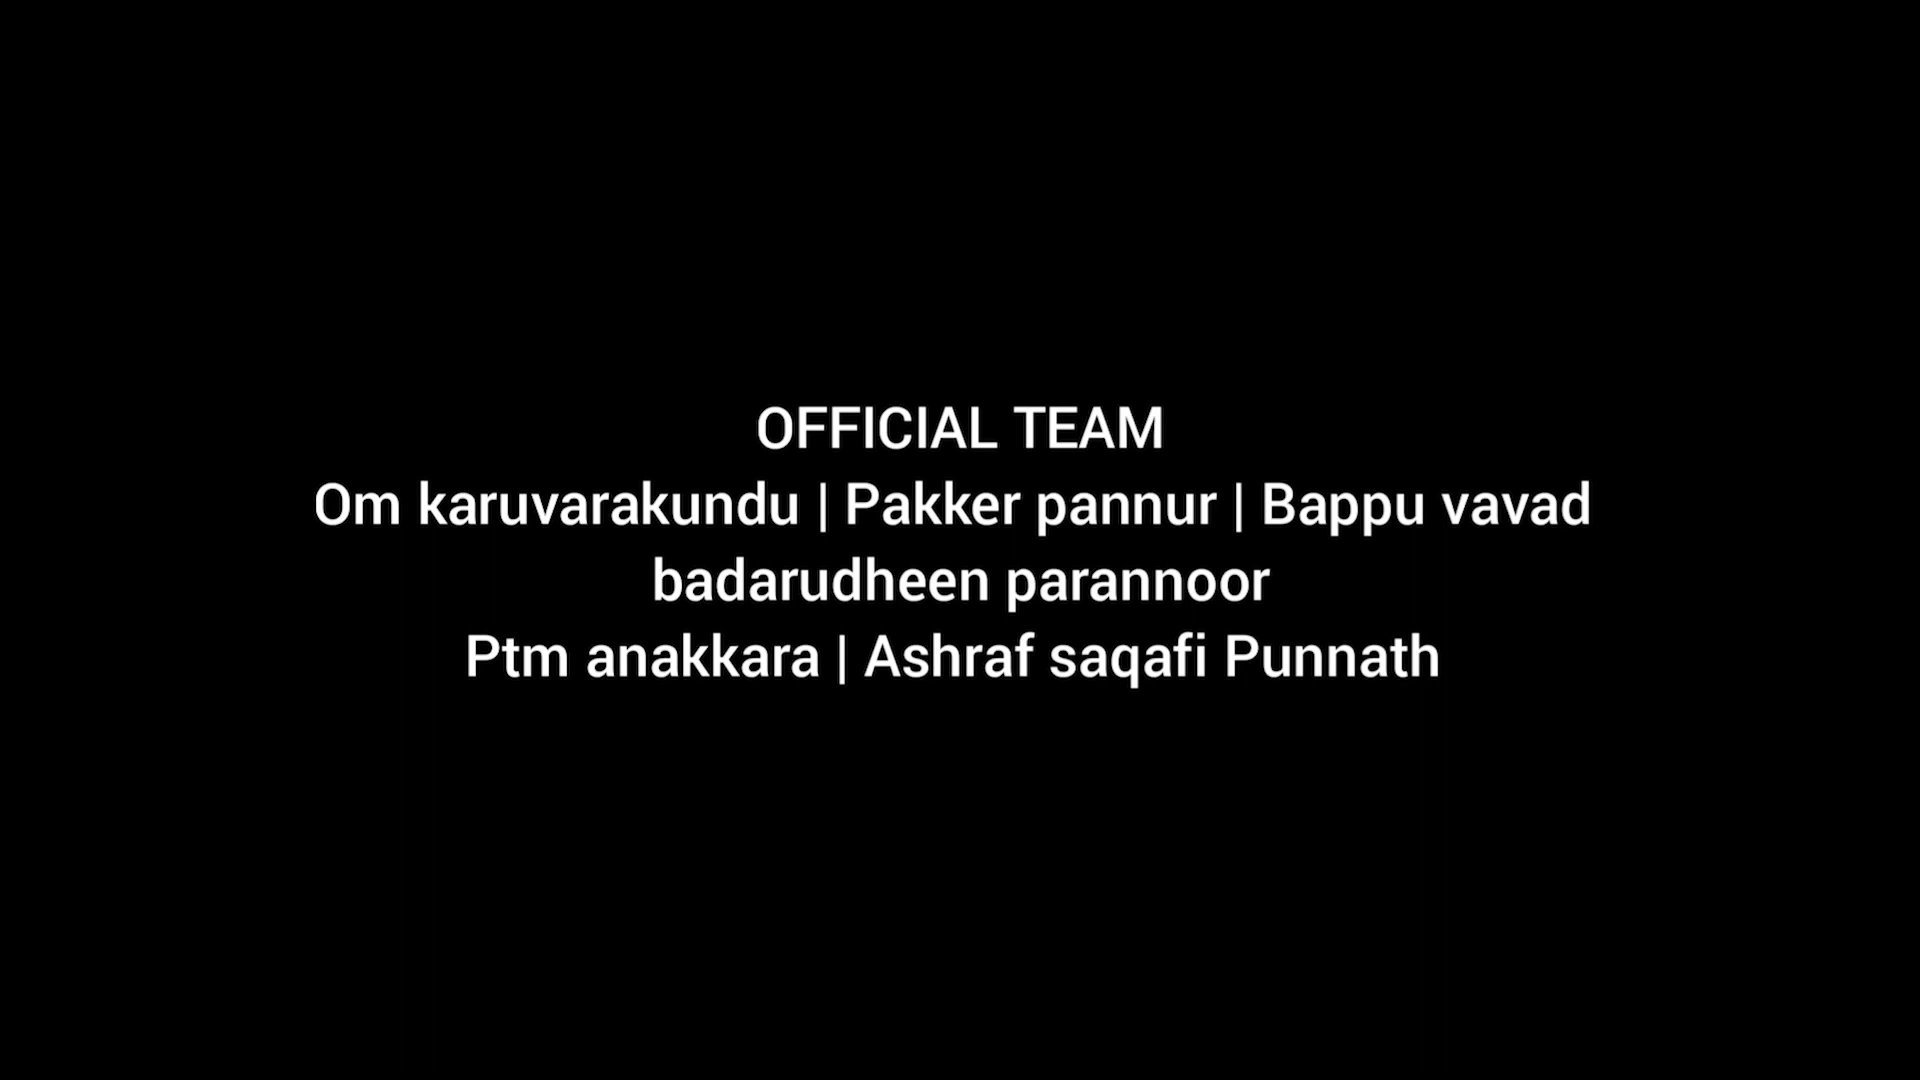 OFFICIAL TEAM
Om karuvarakundu | Pakker pannur | Bappu vavad
badarudheen parannoor
Ptm anakkara | Ashraf saqafi Punnath